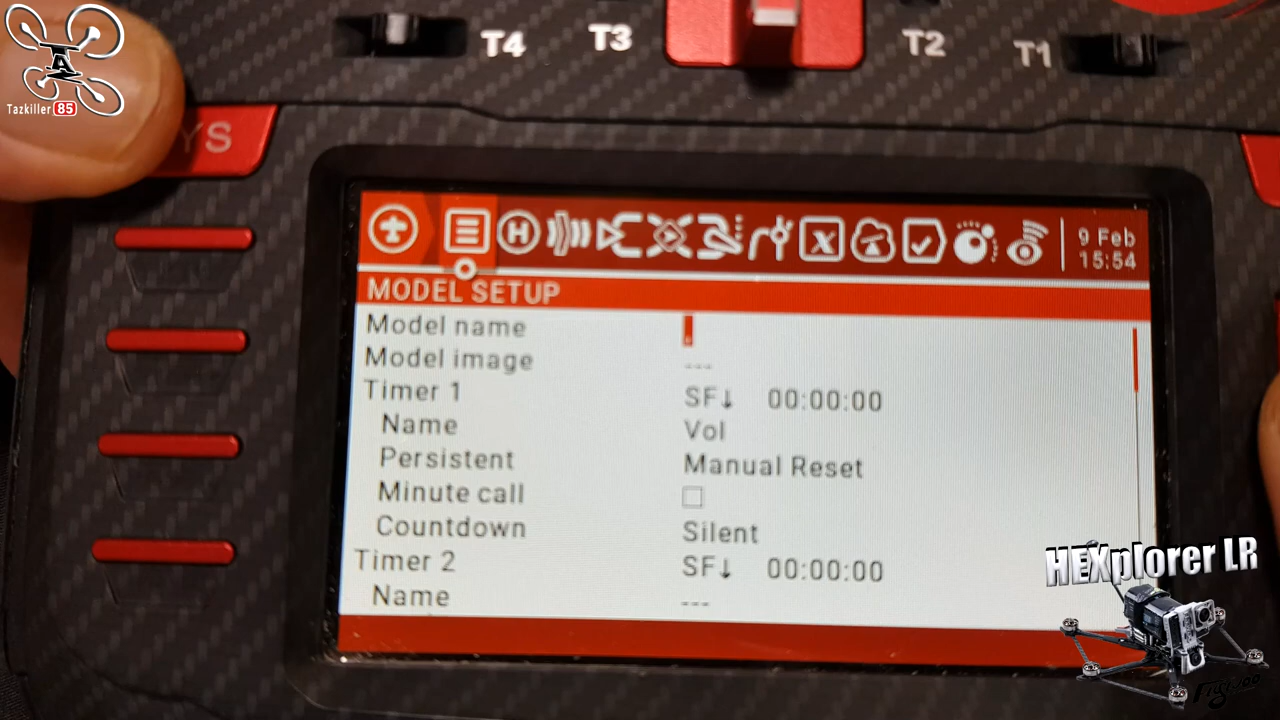 T4 T3 T2 T1
Tazkiller 85
YS
H
x
9 Feb
15:54
MODEL SETUP
Model name
Model image ---
Timer 1 SF↓ 00:00:00
Name Vol
Persistent Manual Reset
Minute call
Countdown Silent
Timer 2 SF↓ 00:00:00
Name ---
HEXplorer LR